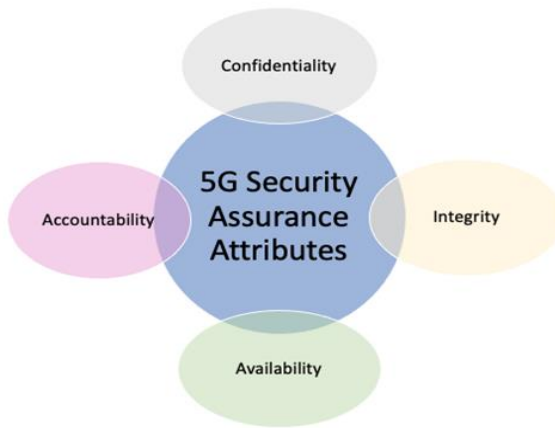 Confidentiality
5G Security
Assurance
Attributes
Accountability
Integrity
Availability